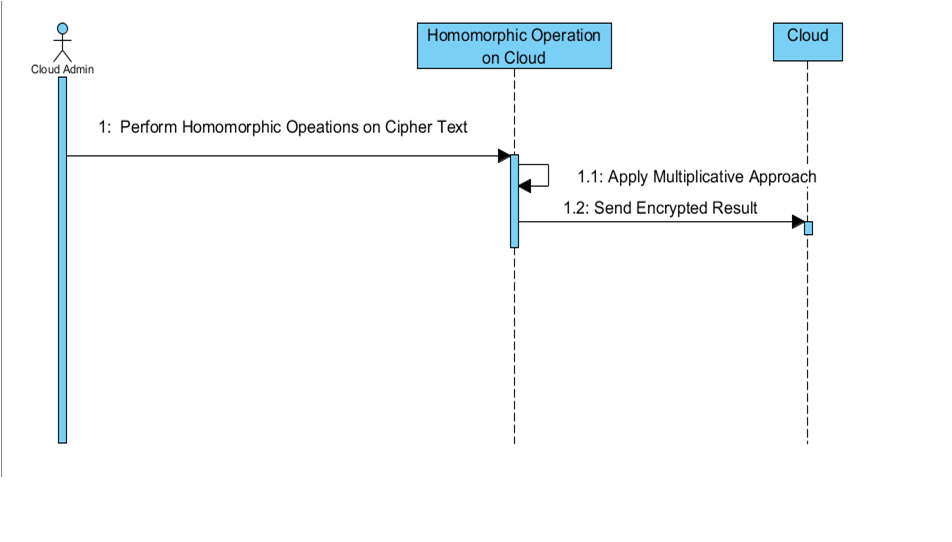 Homomorphic Operation
on Cloud
Cloud
Cloud Admin
1:  Perform Homomorphic Opeations on Cipher Text
1.1: Apply Multiplicative Approach
1.2: Send Encrypted Result